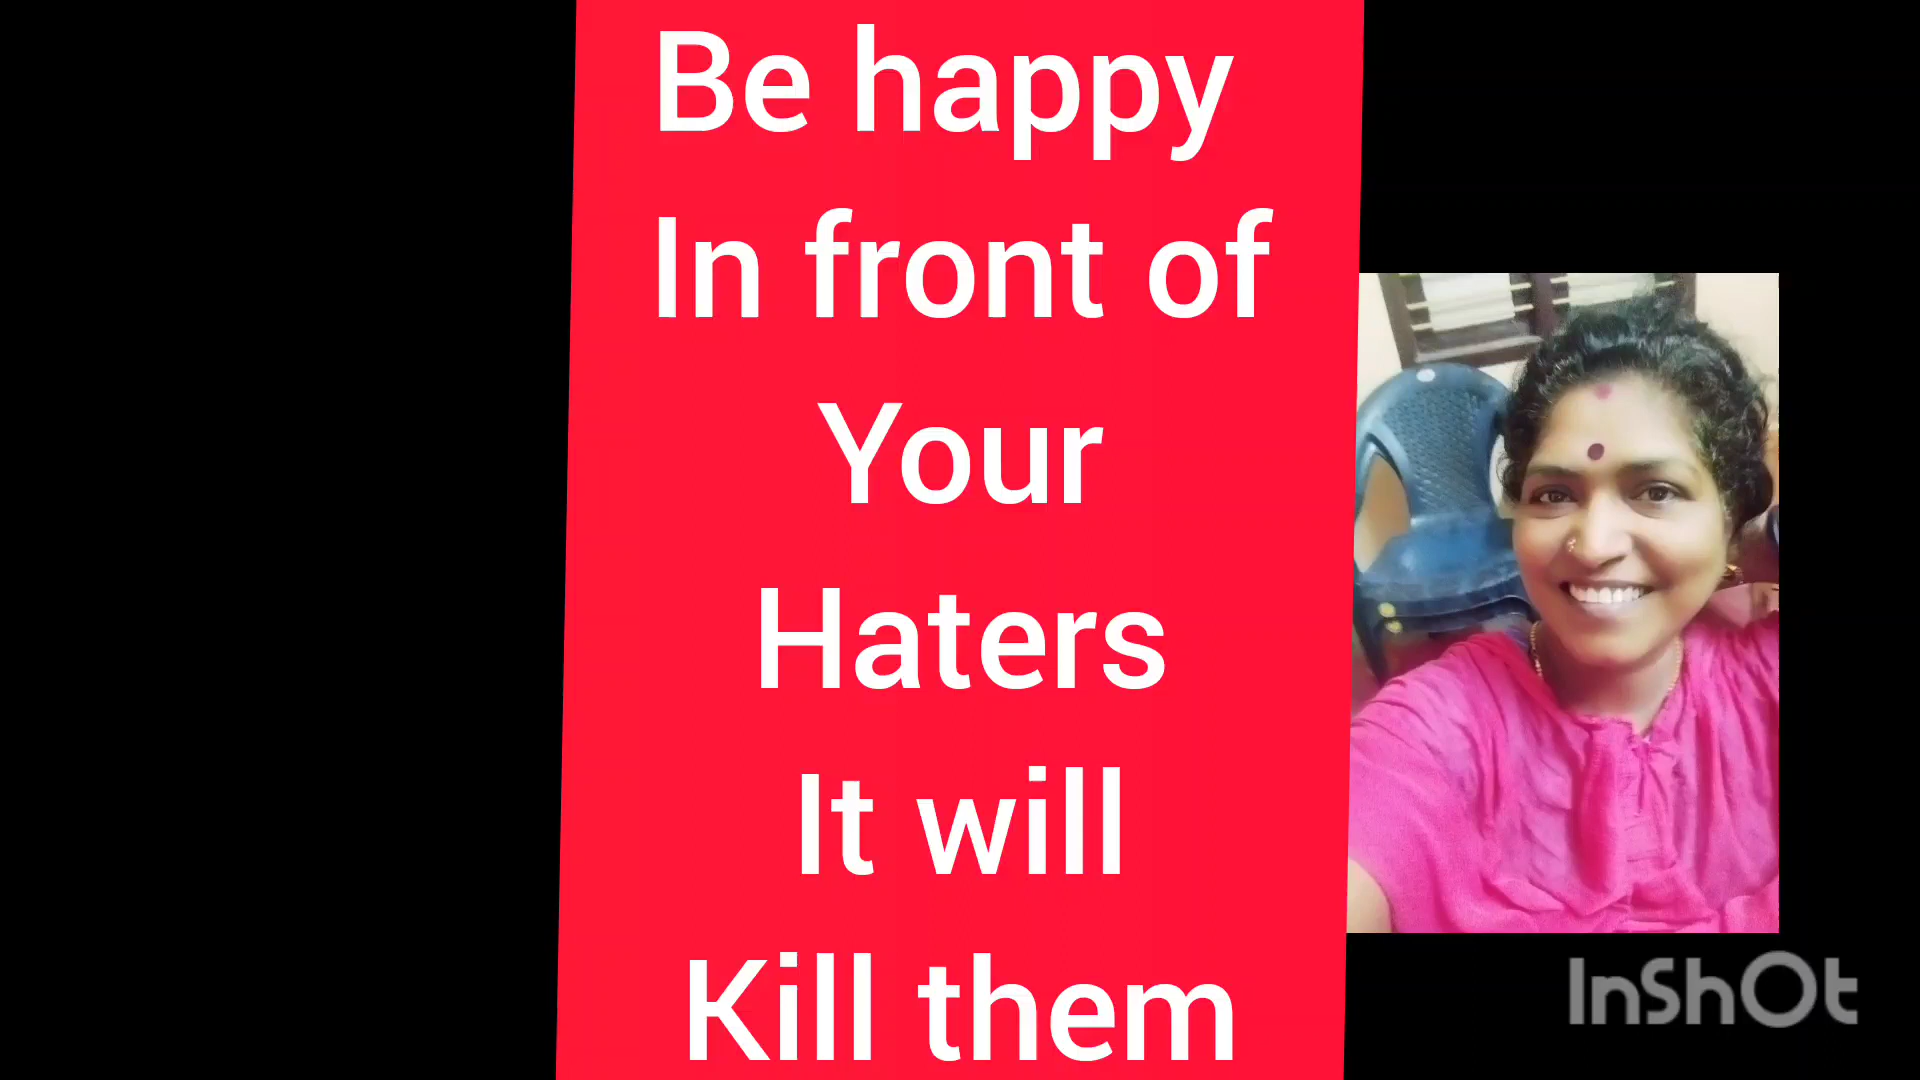 Be happy
In front of
Your
Haters
It will
Kill them
InShOt